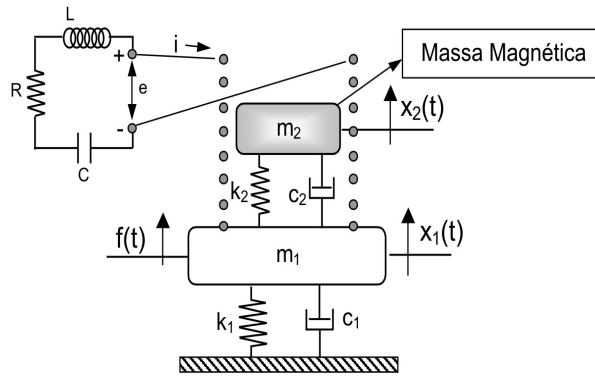 L
i
Massa Magnética
+
R
e
-
C
x₂(t)
m₂
k₂
c₂
f(t)
x₁(t)
m₁
k₁
c₁